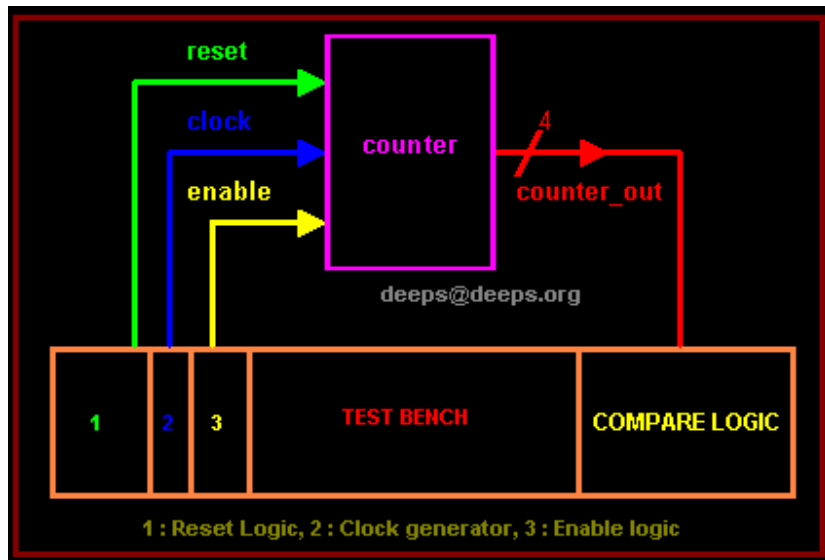 reset
4
clock
counter
enable
counter_out
deeps@deeps.org
1
2
3
TEST BENCH
COMPARE LOGIC
1 : Reset Logic, 2 : Clock generator, 3 : Enable logic